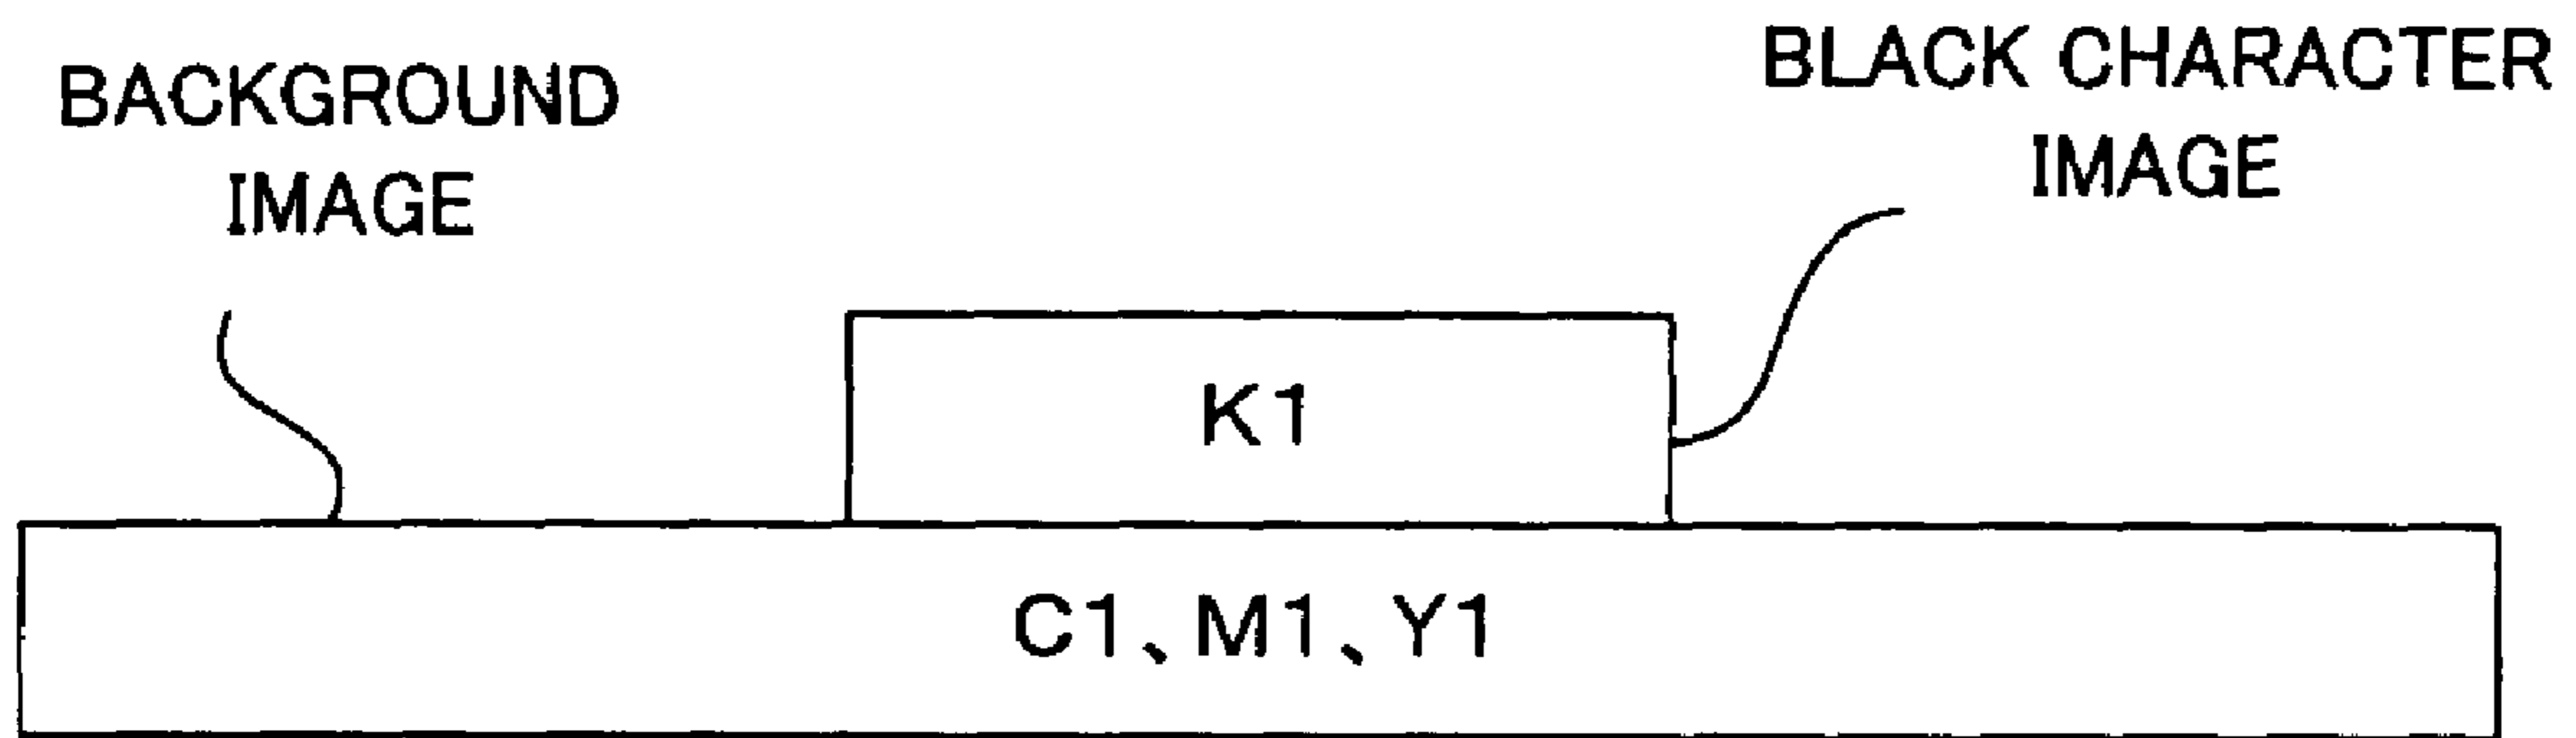 BACKGROUND
IMAGE
BLACK CHARACTER
IMAGE
K1
C1、M1、Y1